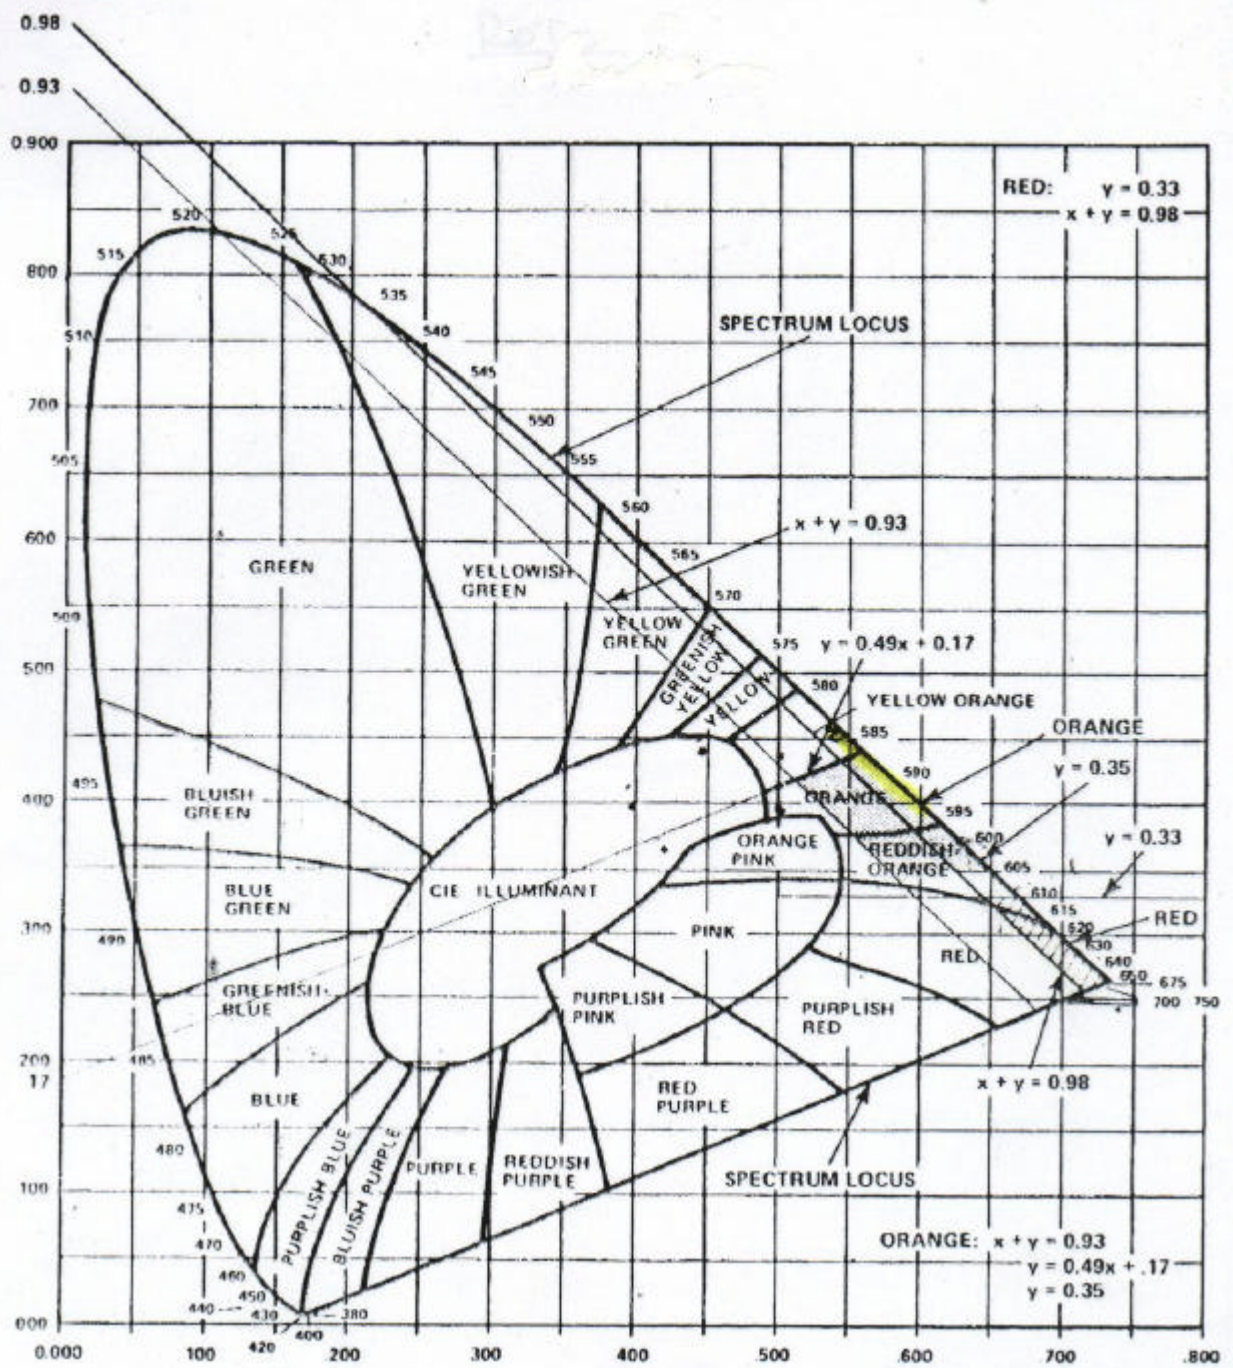 0.98
0.93
0.900
RED: y = 0.33
x + y = 0.98
520
525
515
530
800
535
510
540
SPECTRUM LOCUS
545
700
550
505
555
560
x + y = 0.93
600
565
GREEN
YELLOWISH
GREEN
570
500
YELLOW
GREEN
GREENISH
YELLOW
575
y = 0.49x + 0.17
500
YELLOW
580
YELLOW ORANGE
585
ORANGE
590
y = 0.35
495
BLUISH
GREEN
400
ORANGE
595
600
y = 0.33
ORANGE
PINK
REDDISH
ORANGE
605
BLUE
GREEN
CIE ILLUMINANT
610
615
RED
300
490
PINK
620
630
RED
640
650
675
GREENISH
BLUE
PURPLISH
PINK
PURPLISH
RED
700 750
485
200
17
x + y = 0.98
BLUE
RED
PURPLE
480
PURPLISH BLUE
BLUISH PURPLE
PURPLE
REDDISH
PURPLE
SPECTRUM LOCUS
100
475
470
ORANGE: x + y = 0.93
y = 0.49x + .17
y = 0.35
460
450
440
430
380
000
400
420
0.000 100 .200 .300 .400 .500 .600 .700 .800